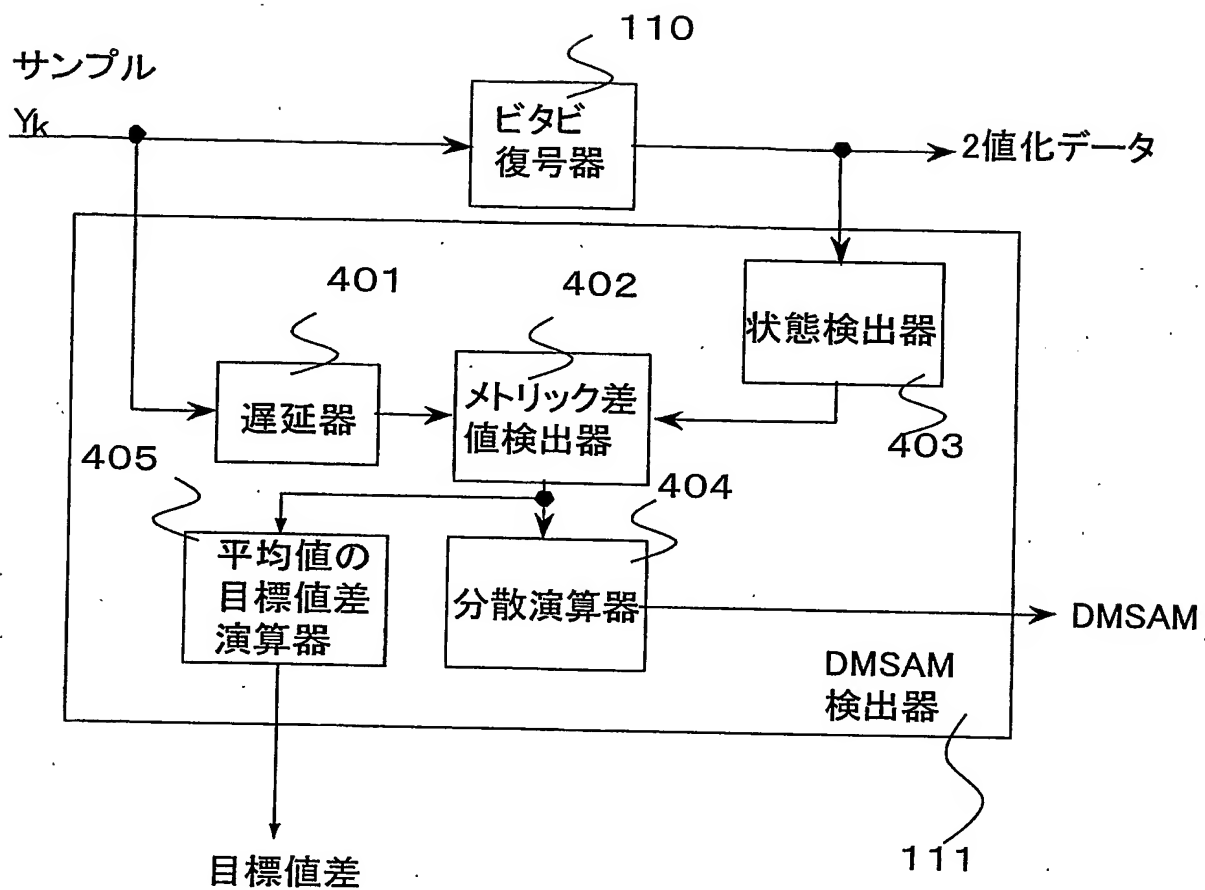 110
サンプル
Yk
ビタビ
復号器
2値化データ
401
402
状態検出器
遅延器
メトリック差
値検出器
403
405
404
平均値の
目標値差
演算器
分散演算器
DMSAM
DMSAM
検出器
111
目標値差